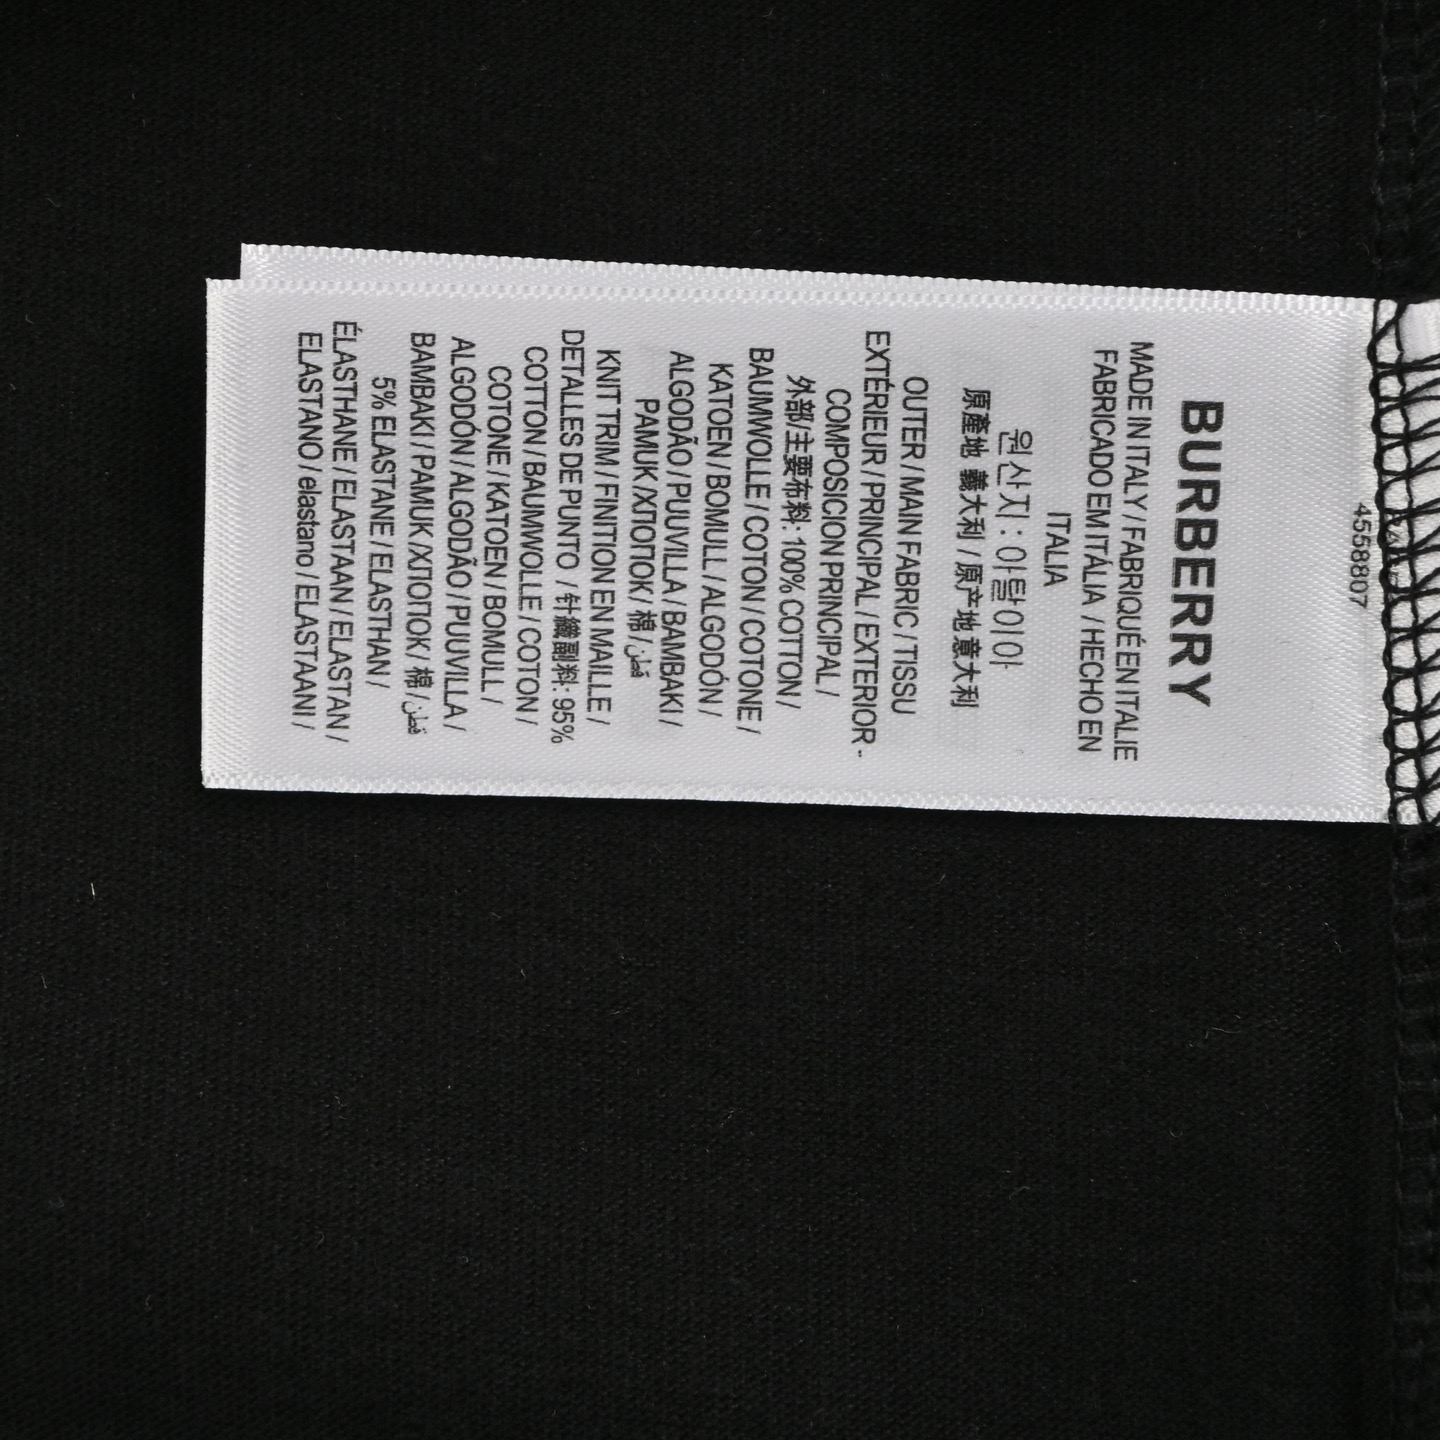 4558807
BURBERRY
MADE IN ITALY / FABRIQUÉ EN ITALIE
FABRICADO EM ITÁLIA / HECHO EN
ITALIA
원산지 : 이탈이아
原產地 義大利 / 原产地 意大利
OUTER / MAIN FABRIC / TISSU
EXTÉRIEUR / PRINCIPAL / EXTERIOR -
COMPOSICION PRINCIPAL /
外部/主要布料: 100% COTTON /
BAUMWOLLE / COTON / COTONE /
KATOEN / BOMULL / ALGODÓN /
ALGODÃO / PUUVILLA / BAMBAKI /
PAMUK /ХЛОПОК / 棉 / قطن
KNIT TRIM / FINITION EN MAILLE /
DETALLES DE PUNTO / 针織副料: 95%
COTTON / BAUMWOLLE / COTON /
COTONE / KATOEN / BOMULL /
ALGODÓN / ALGODÃO / PUUVILLA /
BAMBAKI / PAMUK /ХЛОПОК / 棉 / قطن
5% ELASTANE / ELASTHAN /
ÉLASTHANE / ELASTAAN / ELASTAN /
ELASTANO / elastano / ELASTAANI /